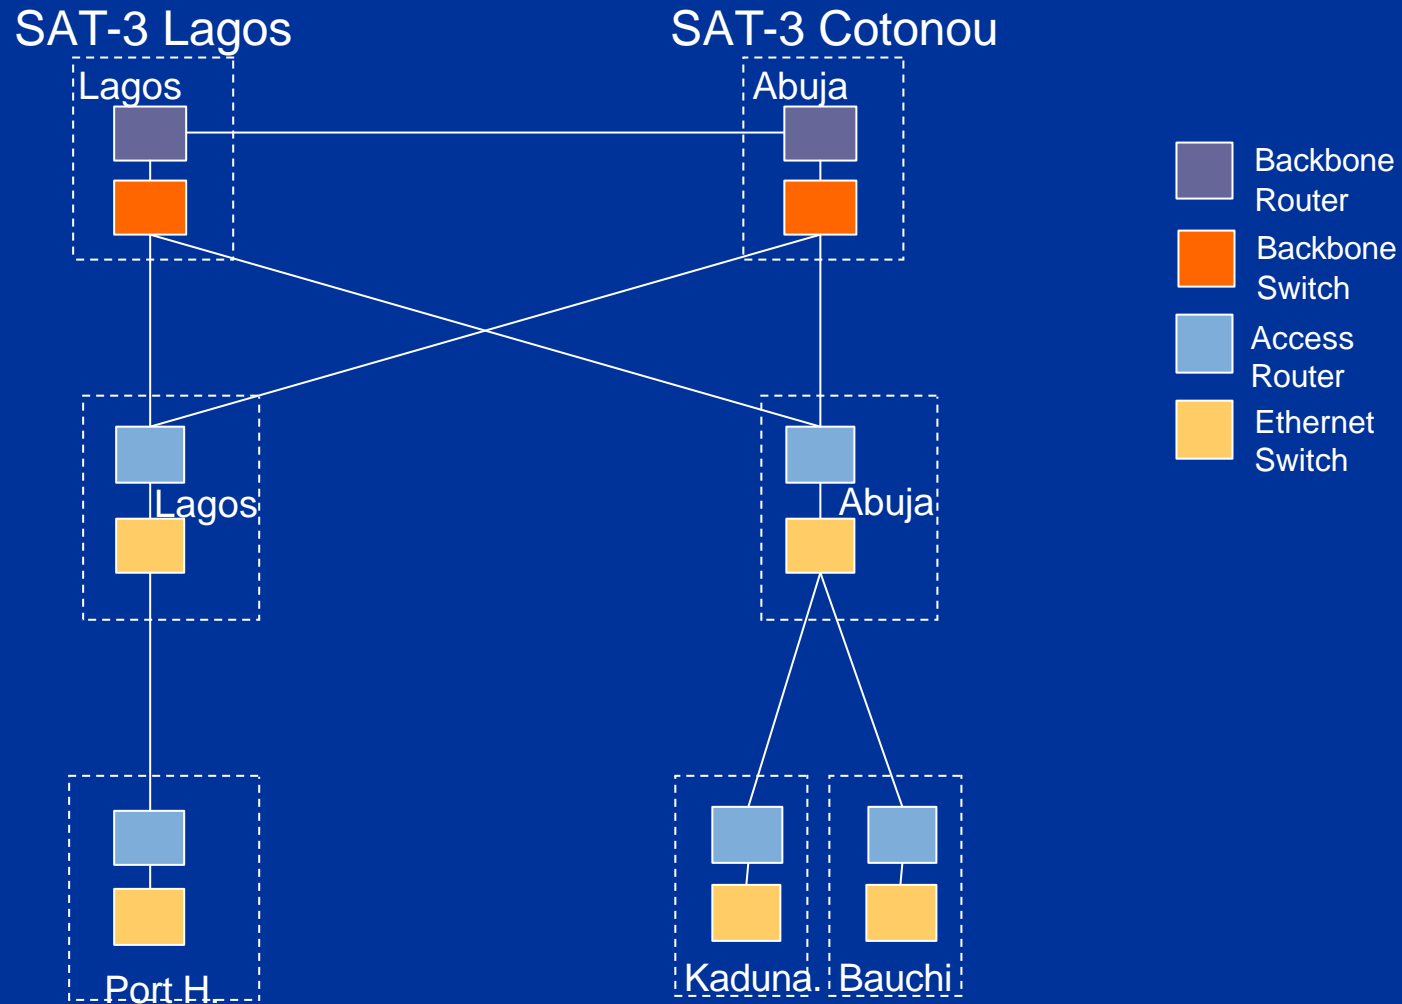 SAT-3 Lagos
SAT-3 Cotonou
Lagos
Abuja
Backbone
Router
Backbone
Switch
Access
Router
Ethernet
Switch
Lagos
Abuja
Port H.
Kaduna.
Bauchi